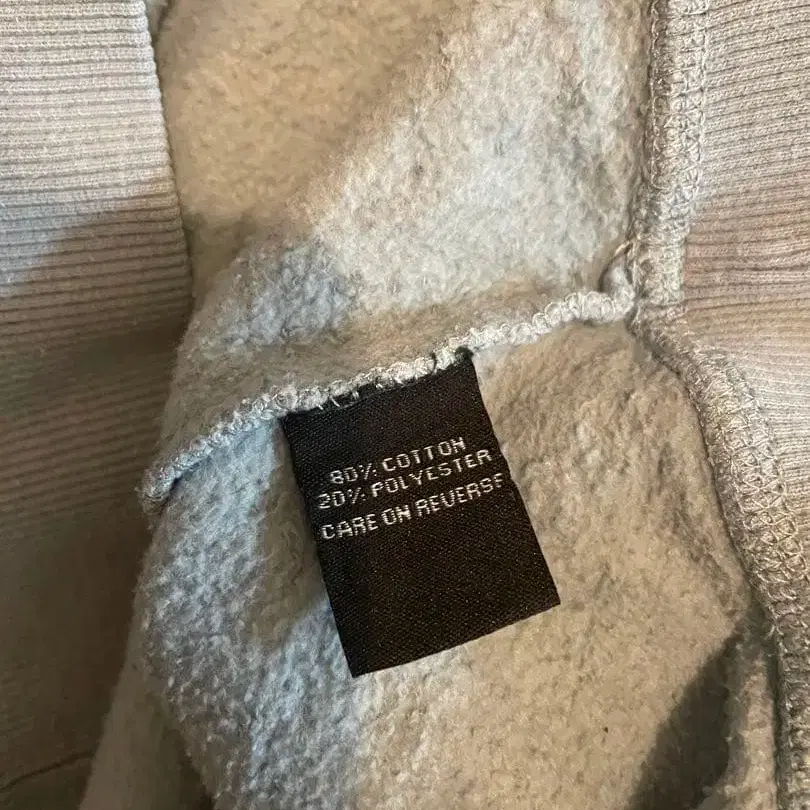 80% COTTON
20% POLYESTER
CARE ON REVERSE